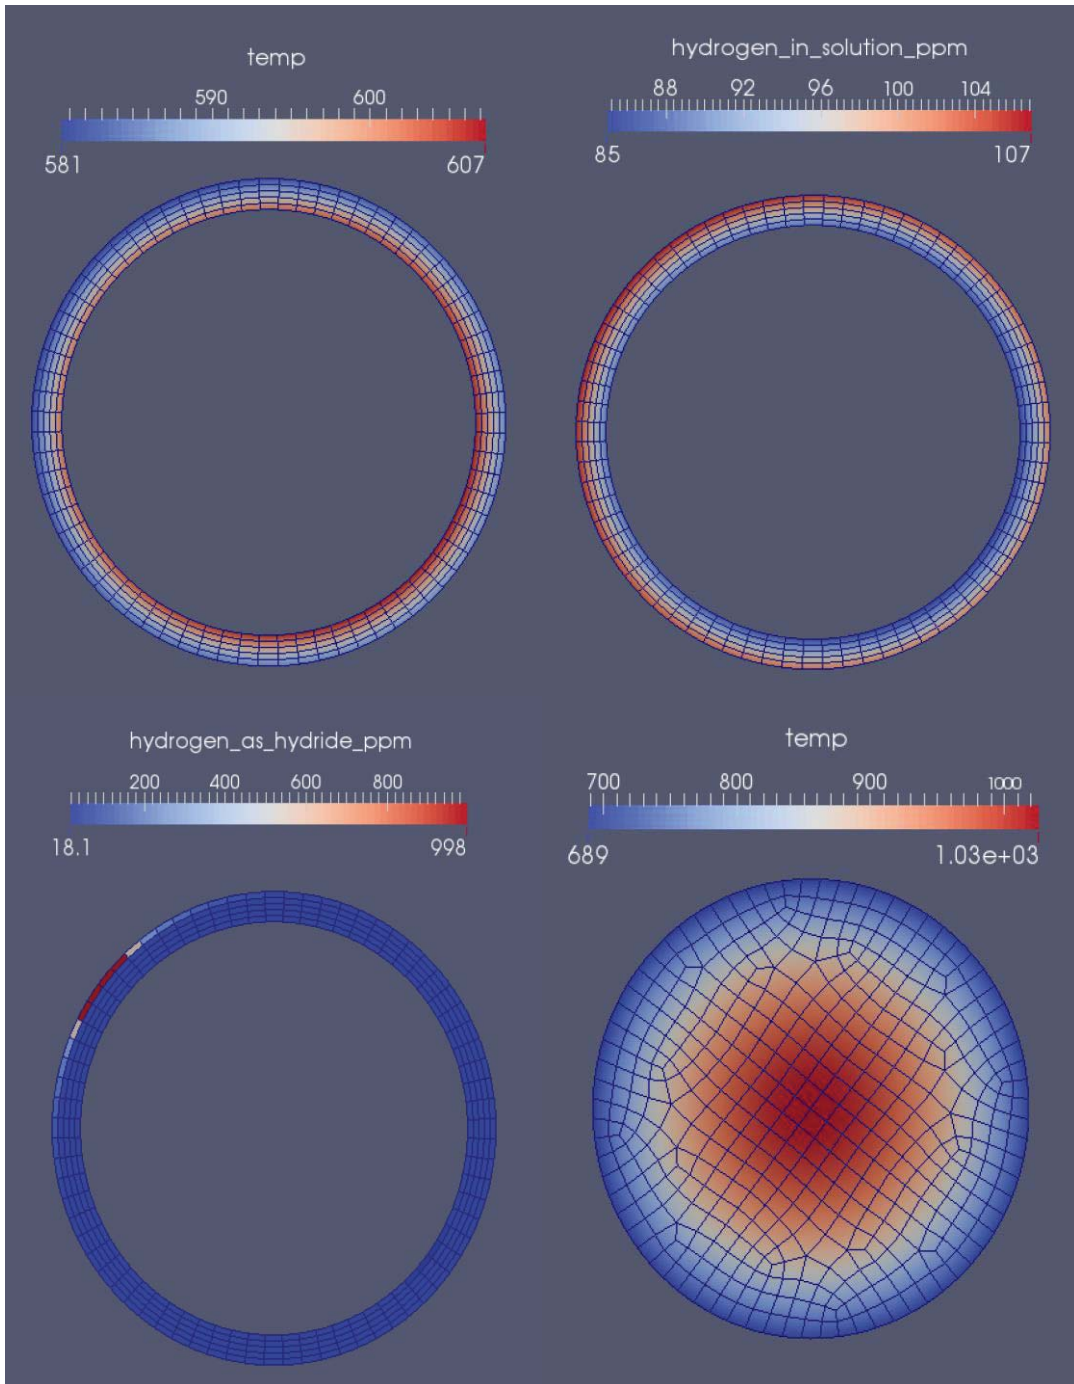 temp
590 600
581 607
hydrogen_in_solution_ppm
88 92 96 100 104
85 107
hydrogen_as_hydride_ppm
200 400 600 800
18.1 998
temp
700 800 900 1000
689 1.03e+03